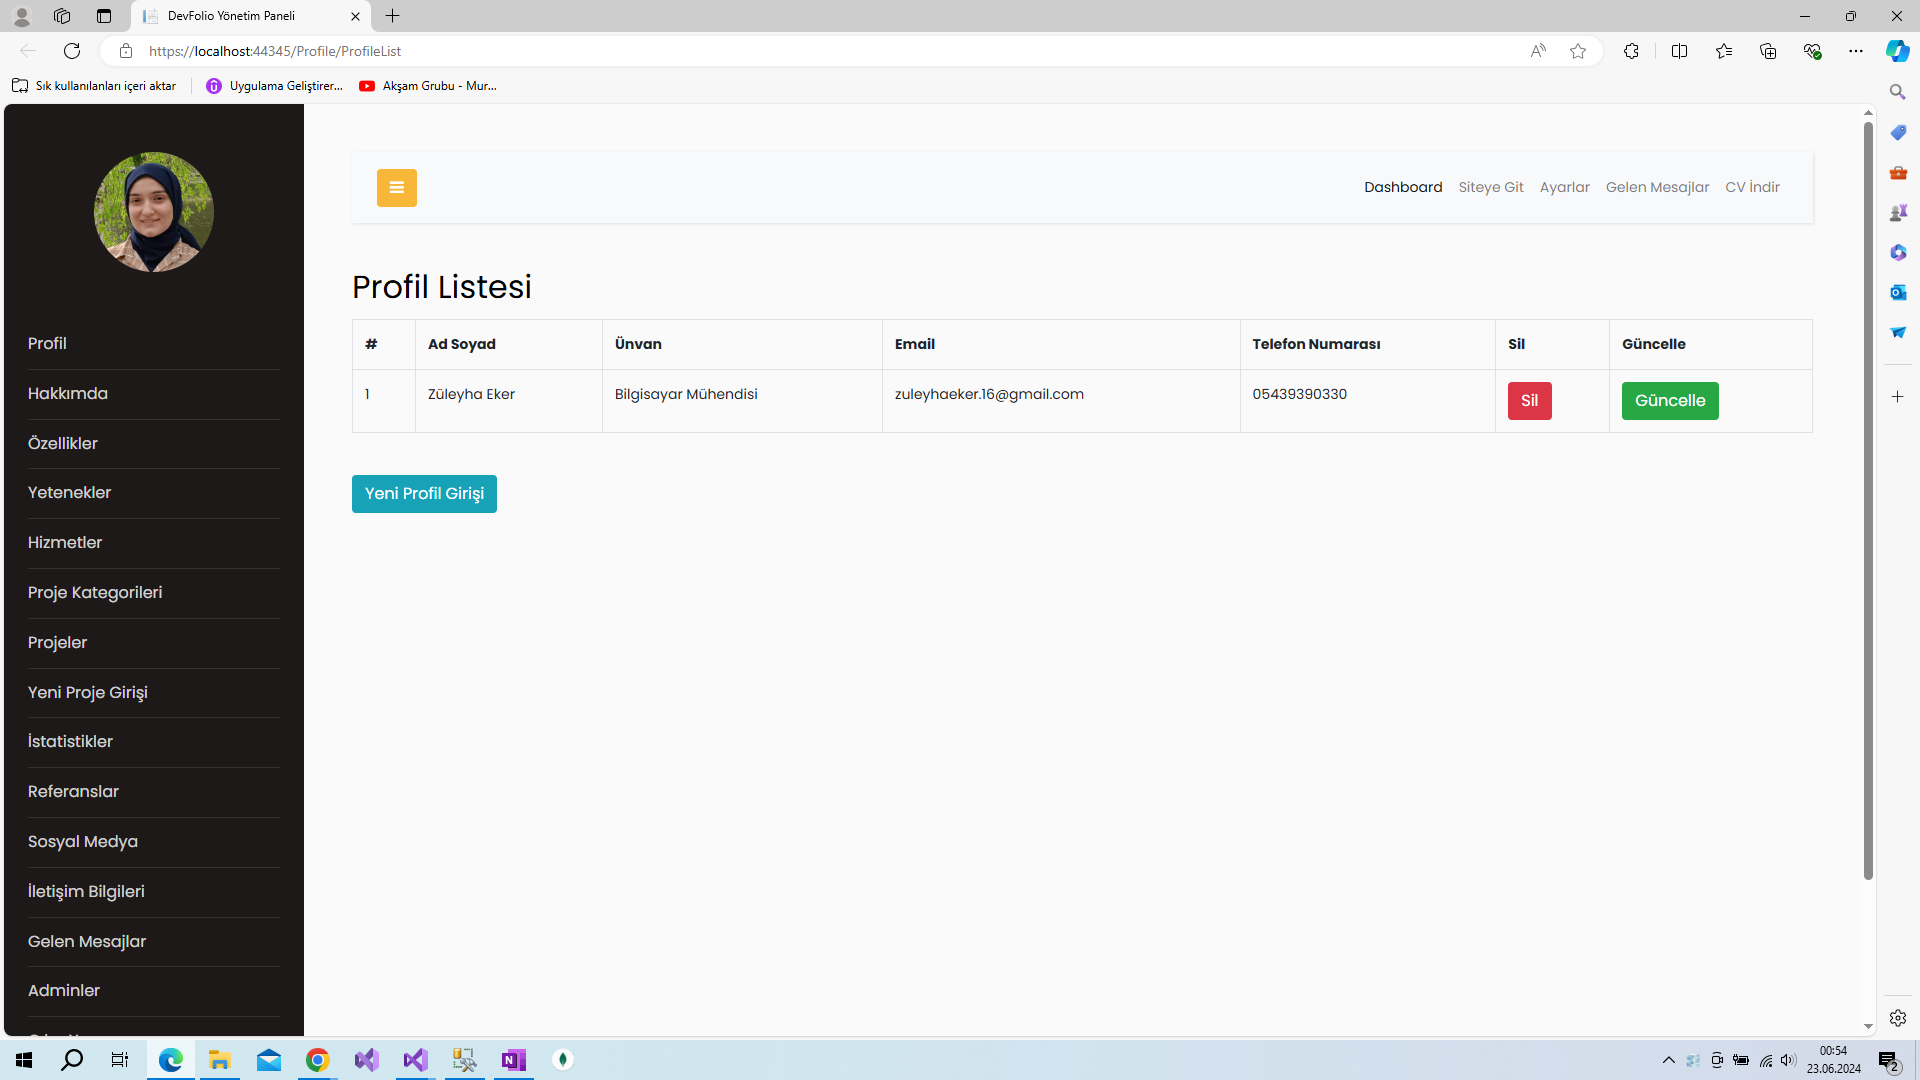 DevFolio Yönetim Paneli
https://localhost:44345/Profile/ProfileList
Sık kullanılanları içeri aktar
Uygulama Geliştirer...
Akşam Grubu - Mur...
Dashboard
Siteye Git
Ayarlar
Gelen Mesajlar
CV İndir
Profil
Hakkımda
Özellikler
Yetenekler
Hizmetler
Proje Kategorileri
Projeler
Yeni Proje Girişi
İstatistikler
Referanslar
Sosyal Medya
İletişim Bilgileri
Gelen Mesajlar
Adminler
Profil Listesi
# Ad Soyad Ünvan Email Telefon Numarası Sil Güncelle
1 Züleyha Eker Bilgisayar Mühendisi zuleyhaeker.16@gmail.com 05439390330 Sil Güncelle
Yeni Profil Girişi
00:54
23.06.2024
2